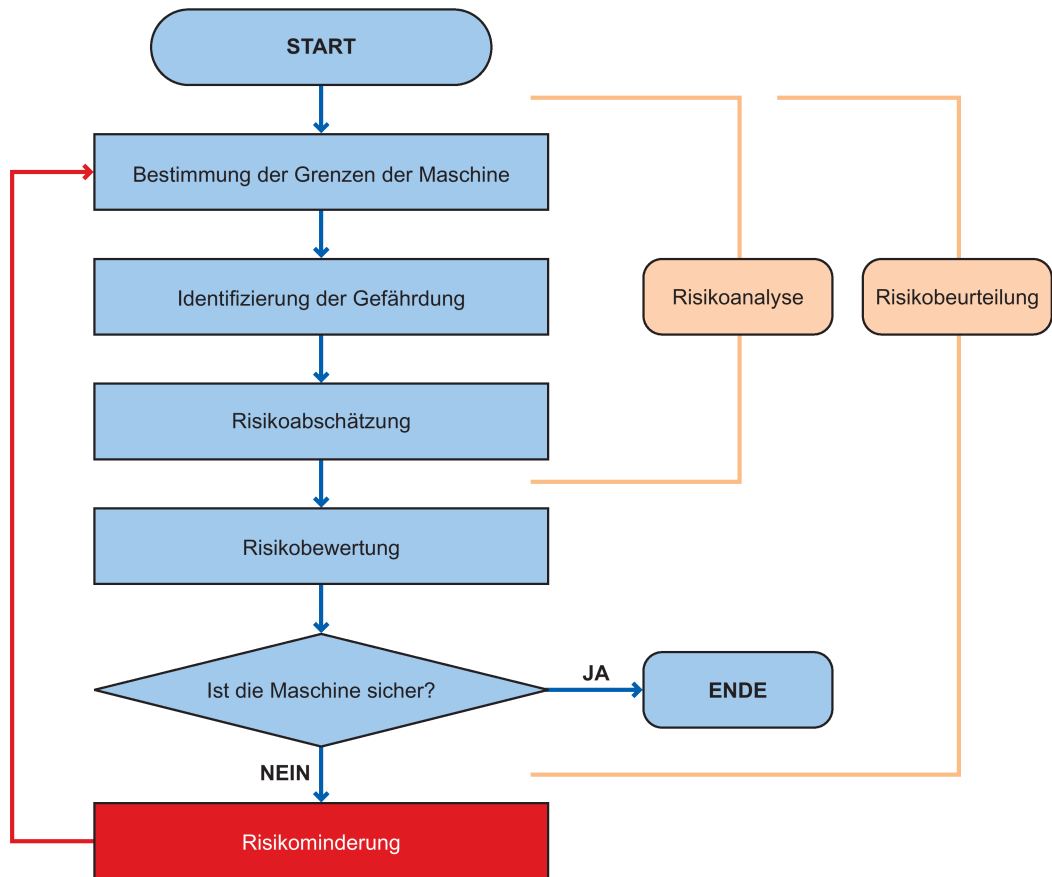 START
Bestimmung der Grenzen der Maschine
Identifizierung der Gefährdung
Risikoanalyse
Risikobeurteilung
Risikoabschätzung
Risikobewertung
Ist die Maschine sicher?
JA
ENDE
NEIN
Risikominderung